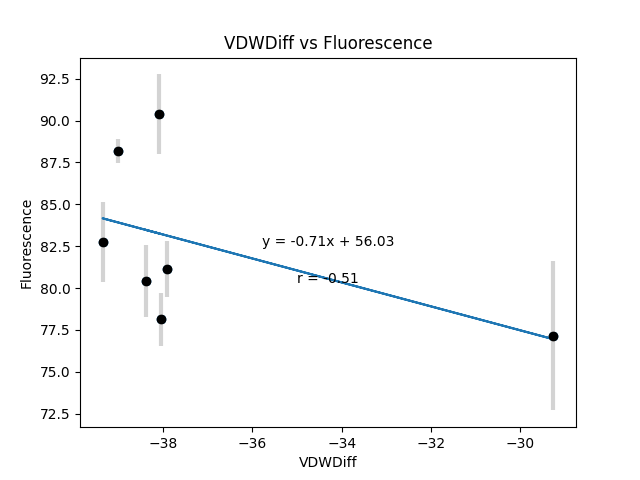 VDWDiff vs Fluorescence
92.5
90.0
87.5
85.0
82.5
80.0
77.5
75.0
72.5
Fluorescence
y = -0.71x + 56.03
r = -0.51
−38
−36
−34
−32
−30
VDWDiff